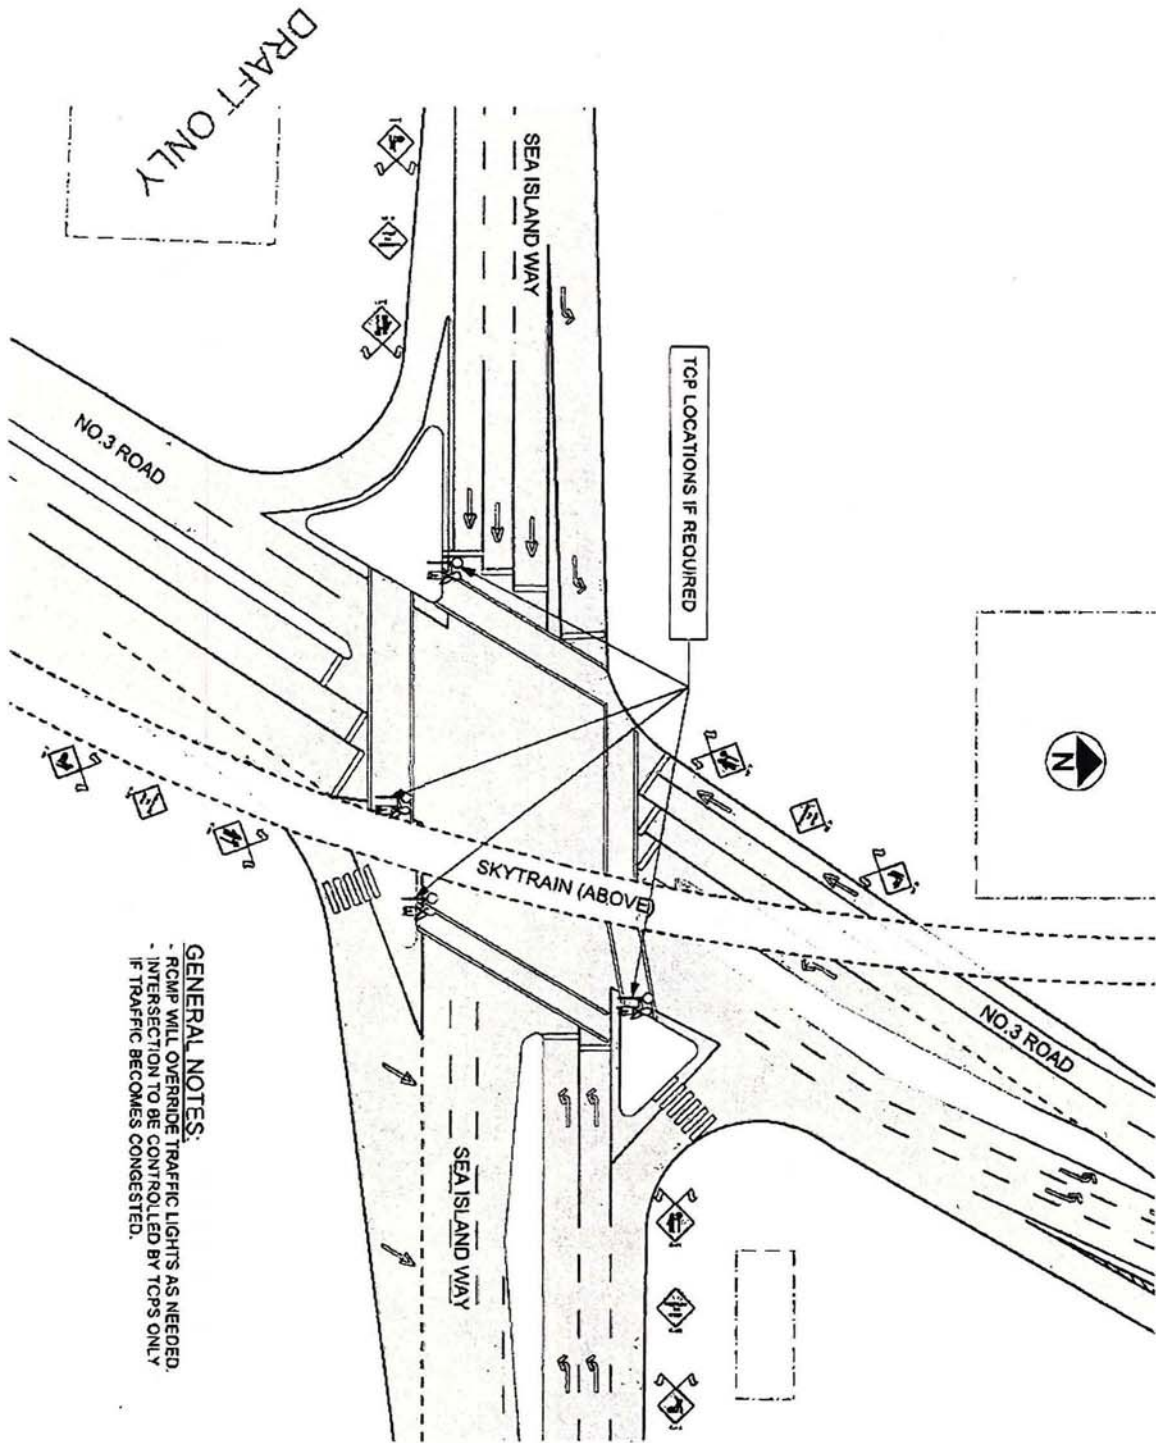 DRAFT ONLY
SEA ISLAND WAY
TCP LOCATIONS IF REQUIRED
NO.3 ROAD
N
SKYTRAIN (ABOVE)
NO.3 ROAD
SEA ISLAND WAY
GENERAL NOTES:
- RCMP WILL OVERRIDE TRAFFIC LIGHTS AS NEEDED.
- INTERSECTION TO BE CONTROLLED BY TCPS ONLY
IF TRAFFIC BECOMES CONGESTED.